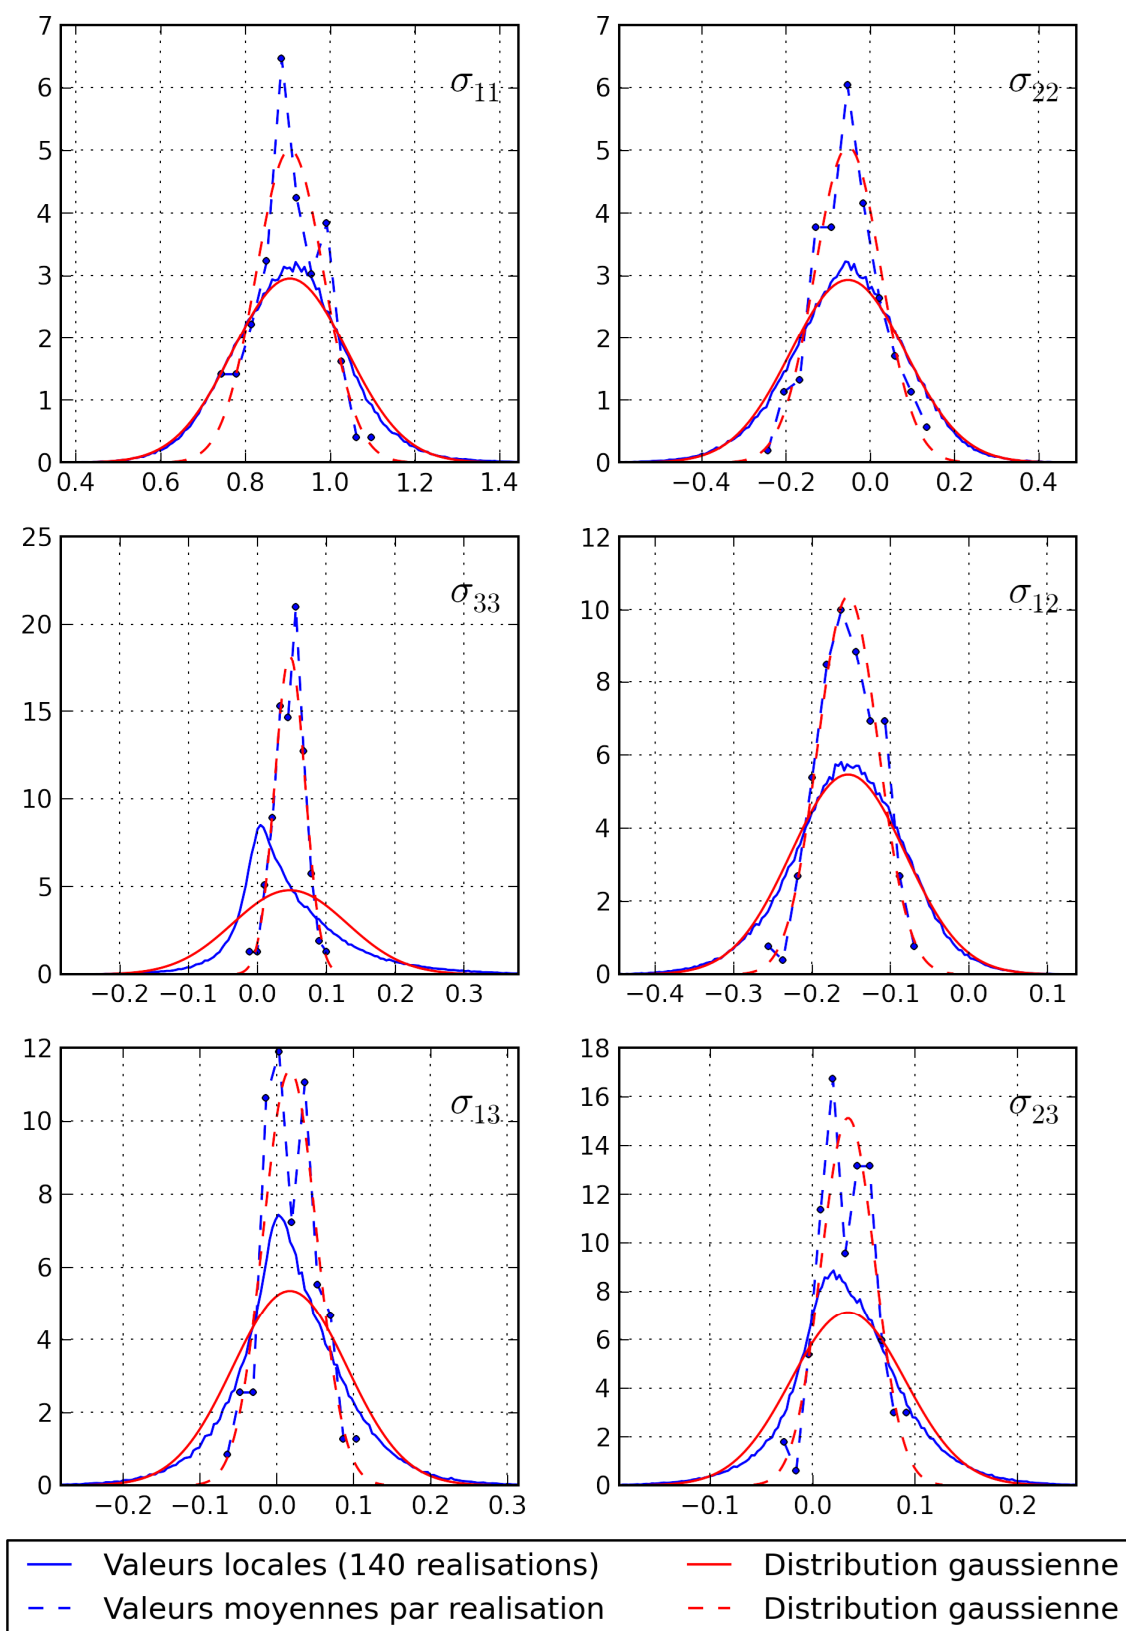 7
6
5
4
3
2
1
0
0.4 0.6 0.8 1.0 1.2 1.4
σ11
7
6
5
4
3
2
1
0
−0.4 −0.2 0.0 0.2 0.4
σ22
25
20
15
10
5
0
−0.2 −0.1 0.0 0.1 0.2 0.3
σ33
12
10
8
6
4
2
0
−0.4 −0.3 −0.2 −0.1 0.0 0.1
σ12
12
10
8
6
4
2
0
−0.2 −0.1 0.0 0.1 0.2 0.3
σ13
18
16
14
12
10
8
6
4
2
0
−0.1 0.0 0.1 0.2
σ23
Valeurs locales (140 realisations)
Valeurs moyennes par realisation
Distribution gaussienne
Distribution gaussienne